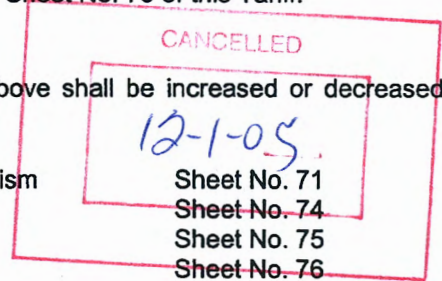 Sheet No. 70 of this Tariff.
CANCELLED
bove shall be increased or decreased
12-1-05
ism Sheet No. 71
Sheet No. 74
Sheet No. 75
Sheet No. 76